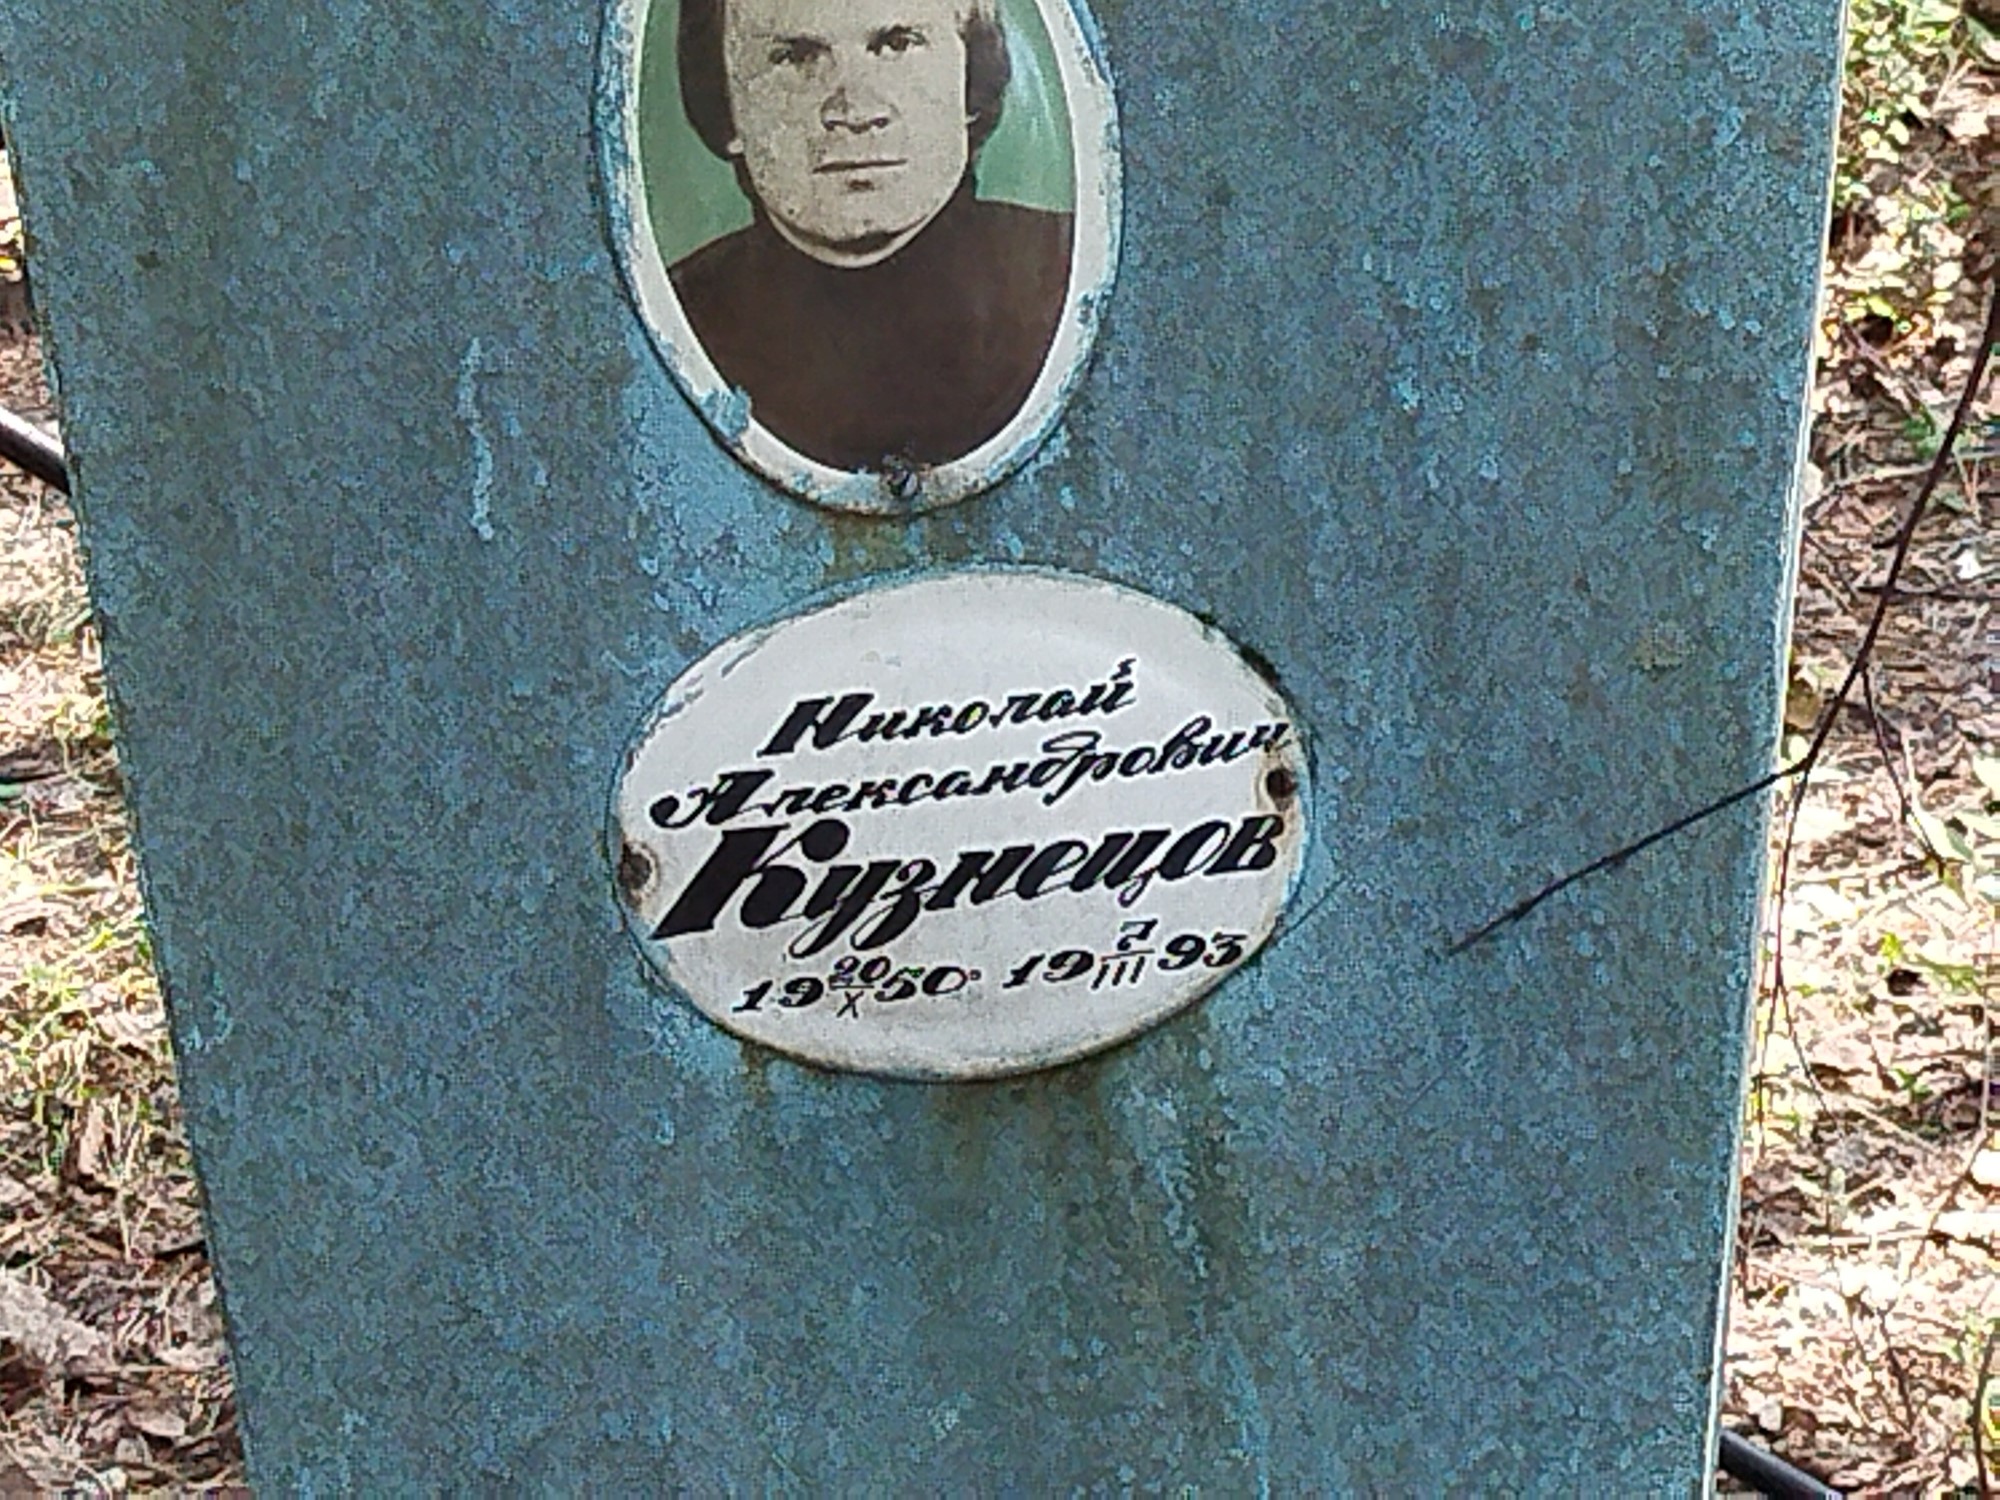 Николай
Александрович
Кузнецов
19 20/X 50. 19 7/III 93